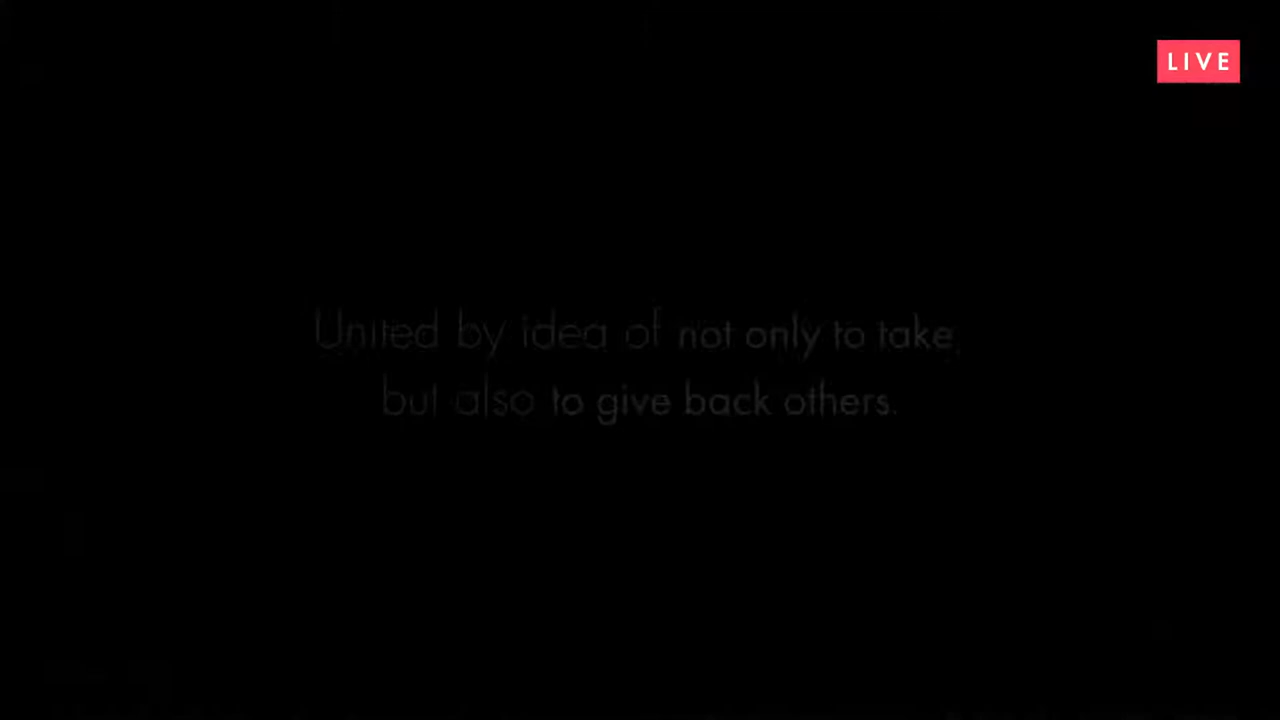 LIVE
United by idea of not only to take,
but also to give back others.